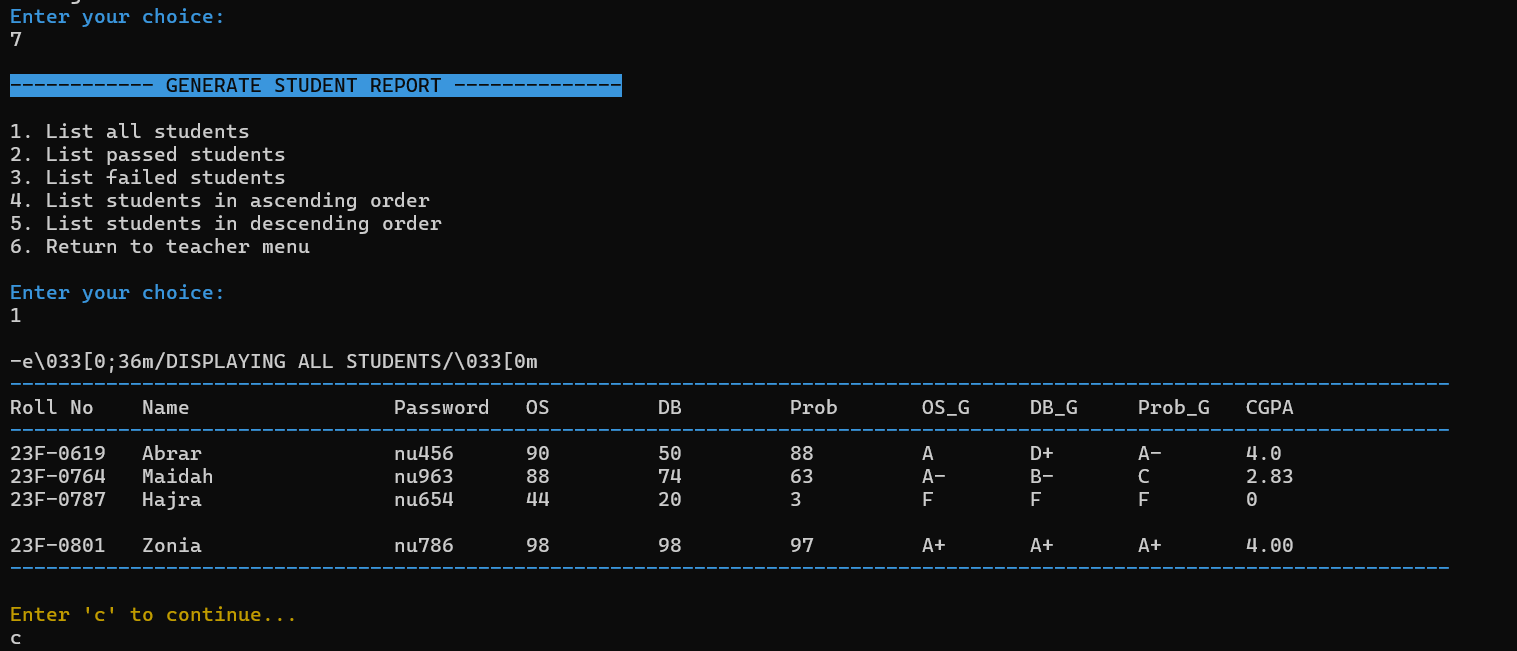 Enter your choice:
7
------------ GENERATE STUDENT REPORT --------------
1. List all students
2. List passed students
3. List failed students
4. List students in ascending order
5. List students in descending order
6. Return to teacher menu
Enter your choice:
1
-e\033[0;36m/DISPLAYING ALL STUDENTS/\033[0m
------------------------------------------------------------------------------------------------------------------------
Roll No    Name                 Password   OS         DB         Prob       OS_G     DB_G     Prob_G   CGPA
------------------------------------------------------------------------------------------------------------------------
23F-0619   Abrar                nu456      90         50         88         A        D+       A-       4.0
23F-0764   Maidah               nu963      88         74         63         A-       B-       C        2.83
23F-0787   Hajra                nu654      44         20         3          F        F        F        0
23F-0801   Zonia                nu786      98         98         97         A+       A+       A+       4.00
------------------------------------------------------------------------------------------------------------------------
Enter 'c' to continue...
c